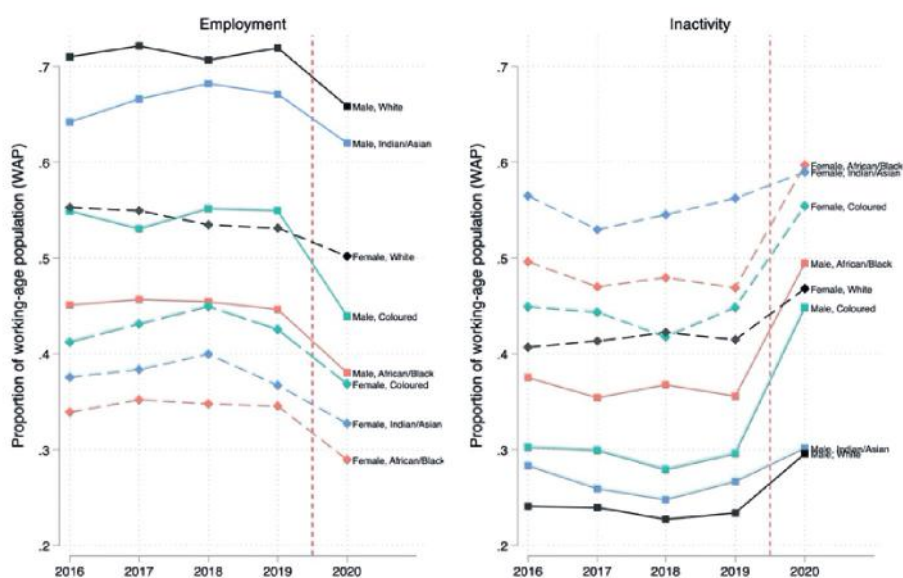 Employment
Proportion of working-age population (WAP)
.7
.6
.5
.4
.3
.2
2016 2017 2018 2019 2020
Male, White
Male, Indian/Asian
Female, White
Male, Coloured
Male, African/Black
Female, Coloured
Female, Indian/Asian
Female, African/Black
Inactivity
Proportion of working-age population (WAP)
.7
.6
.5
.4
.3
.2
2016 2017 2018 2019 2020
Female, African/Black
Female, Indian/Asian
Female, Coloured
Male, African/Black
Female, White
Male, Coloured
Male, Indian/Asian
Male, White